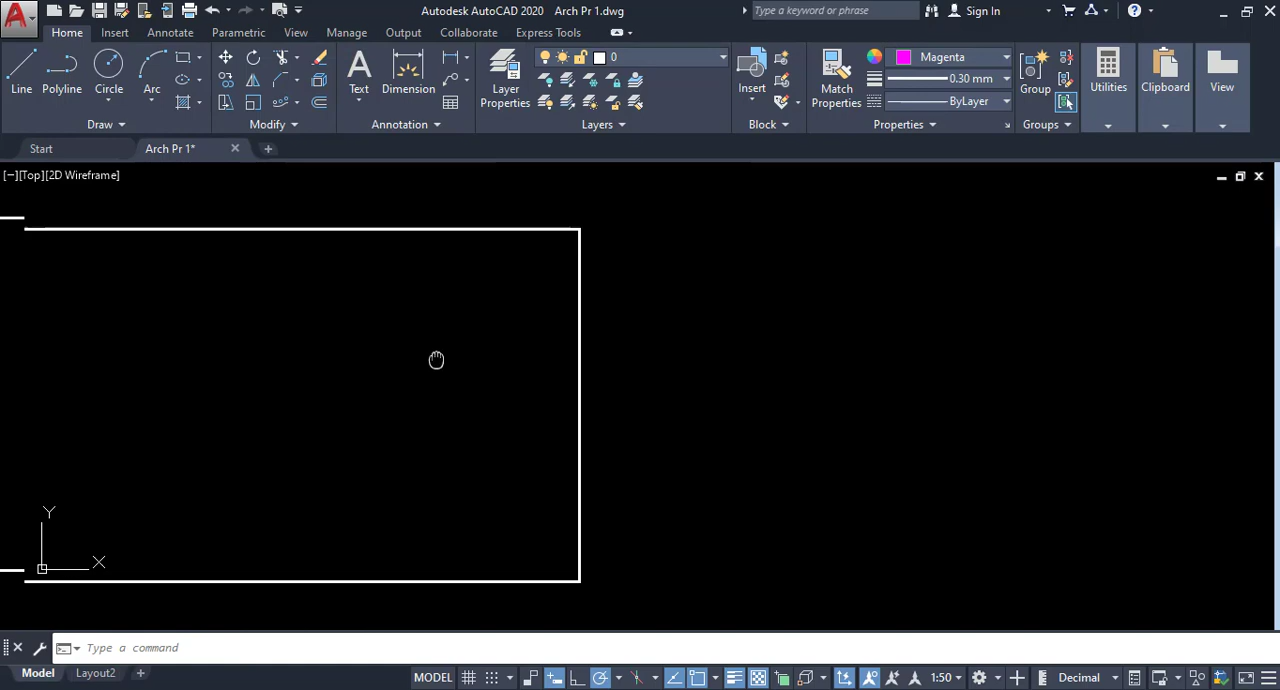 Autodesk AutoCAD 2020 Arch Pr 1.dwg
Type a keyword or phrase
Sign In
Home Insert Annotate Parametric View Manage Output Collaborate Express Tools
Line Polyline Circle Arc
Text Dimension
Layer Properties
0
Insert
Match Properties
Magenta
0.30 mm
ByLayer
Group
Utilities
Clipboard
View
Draw
Modify
Annotation
Layers
Block
Properties
Groups
Start
Arch Pr 1*
[−][Top][2D Wireframe]
Y
X
Type a command
Model
Layout2
MODEL
1:50
Decimal